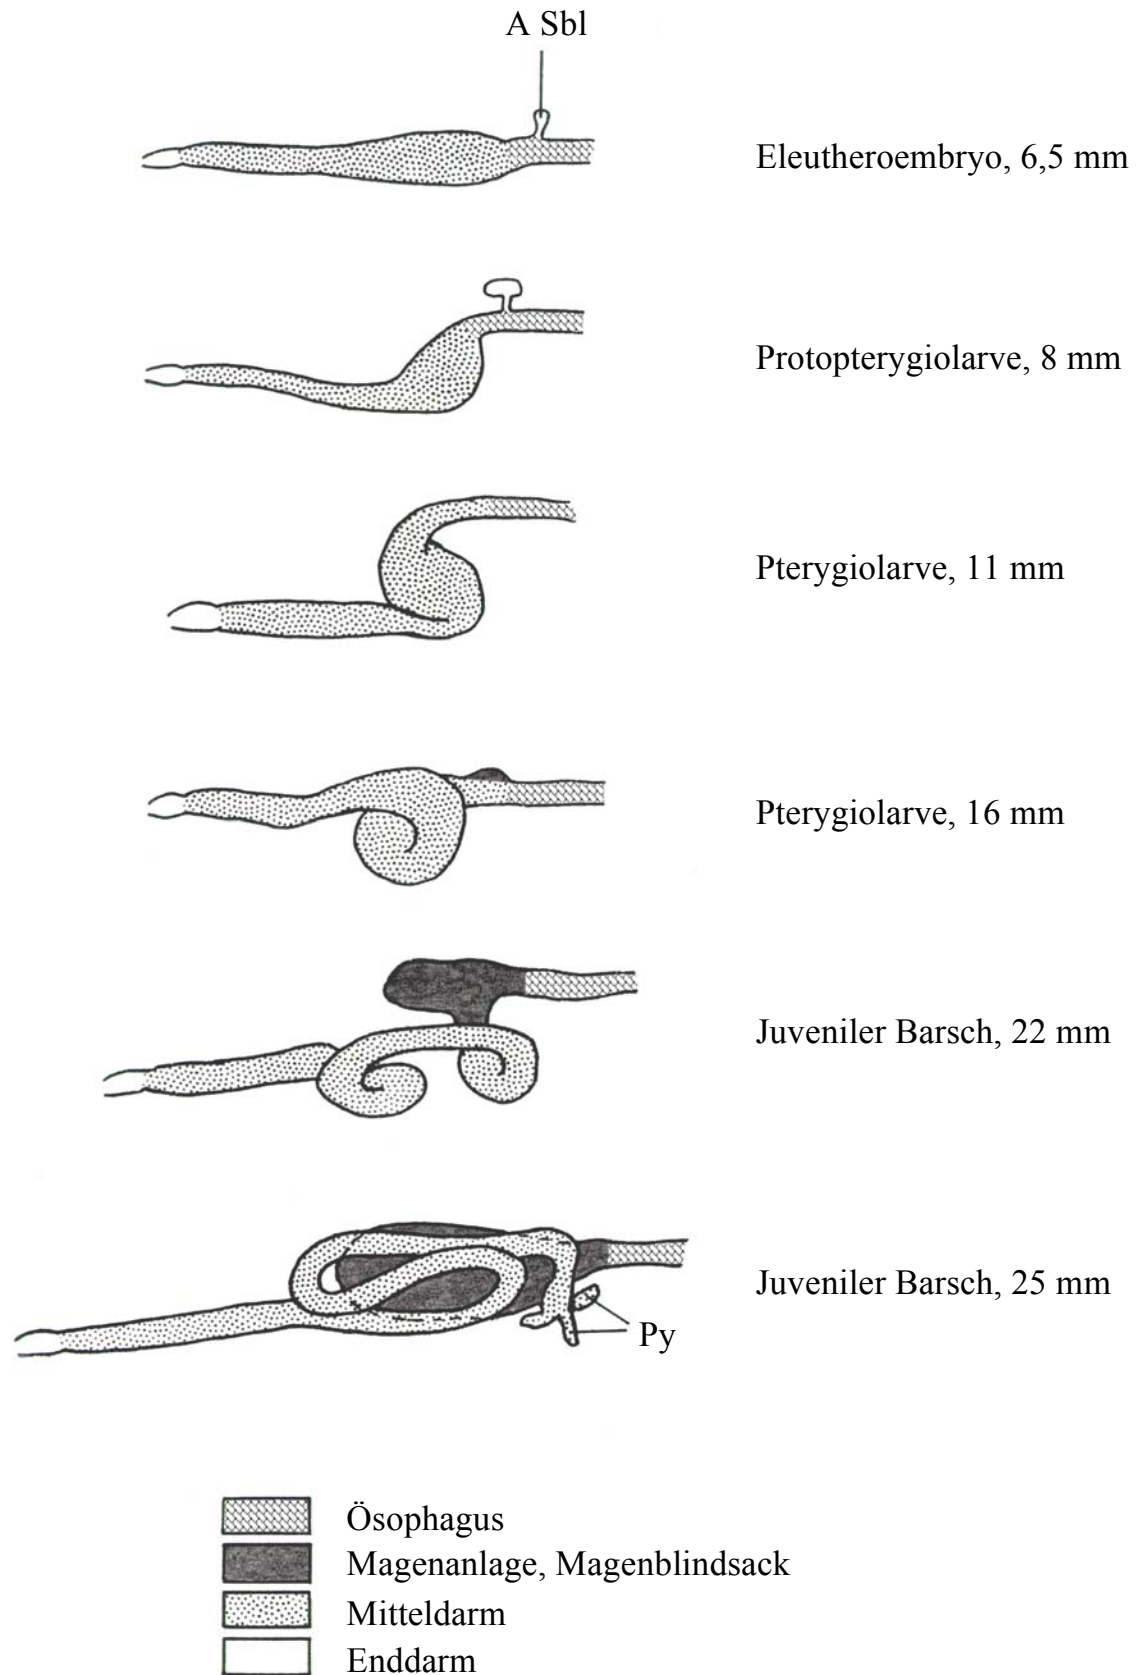 A Sbl
Eleutheroembryo, 6,5 mm
Protopterygiolarve, 8 mm
Pterygiolarve, 11 mm
Pterygiolarve, 16 mm
Juveniler Barsch, 22 mm
Juveniler Barsch, 25 mm
Py
Ösophagus
Magenanlage, Magenblindsack
Mitteldarm
Enddarm